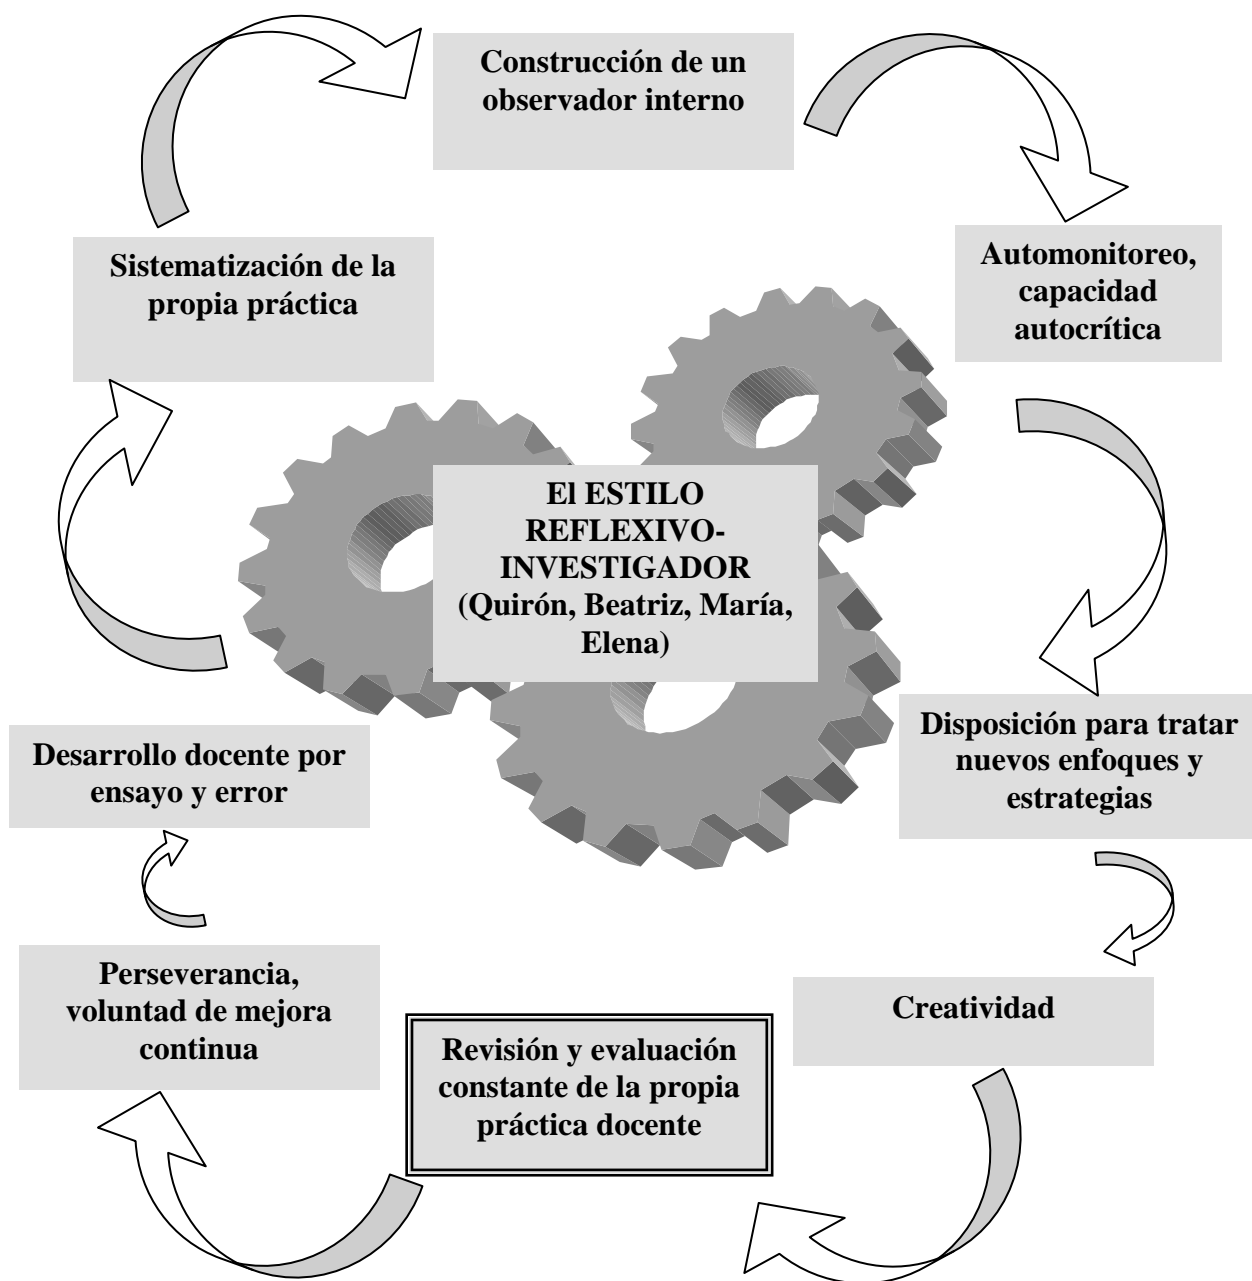 Construcción de un
observador interno
Automonitoreo,
capacidad
autocrítica
Sistematización de la
propia práctica
El ESTILO
REFLEXIVO-
INVESTIGADOR
(Quirón, Beatriz, María,
Elena)
Disposición para tratar
nuevos enfoques y
estrategias
Desarrollo docente por
ensayo y error
Perseverancia,
voluntad de mejora
continua
Creatividad
Revisión y evaluación
constante de la propia
práctica docente